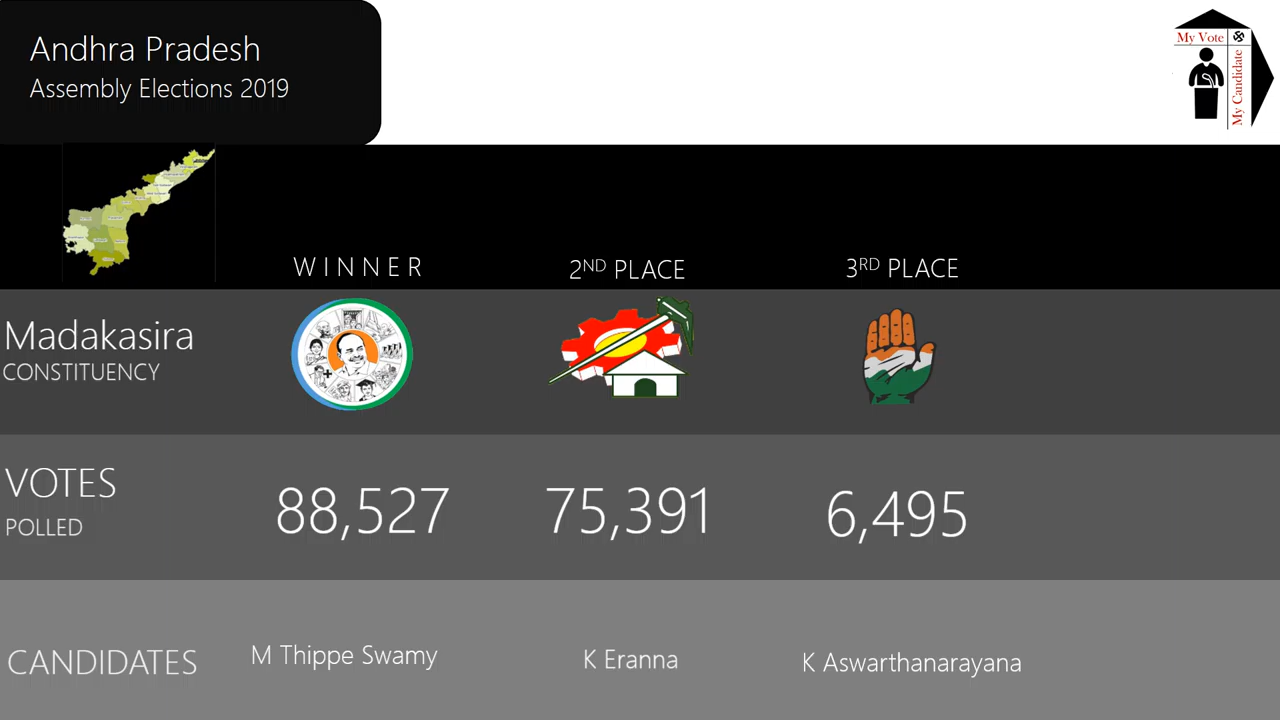 Andhra Pradesh
Assembly Elections 2019
My Vote
My Candidate
WINNER
2ND PLACE
3RD PLACE
Madakasira
CONSTITUENCY
VOTES
POLLED
88,527
75,391
6,495
CANDIDATES
M Thippe Swamy
K Eranna
K Aswarthanarayana